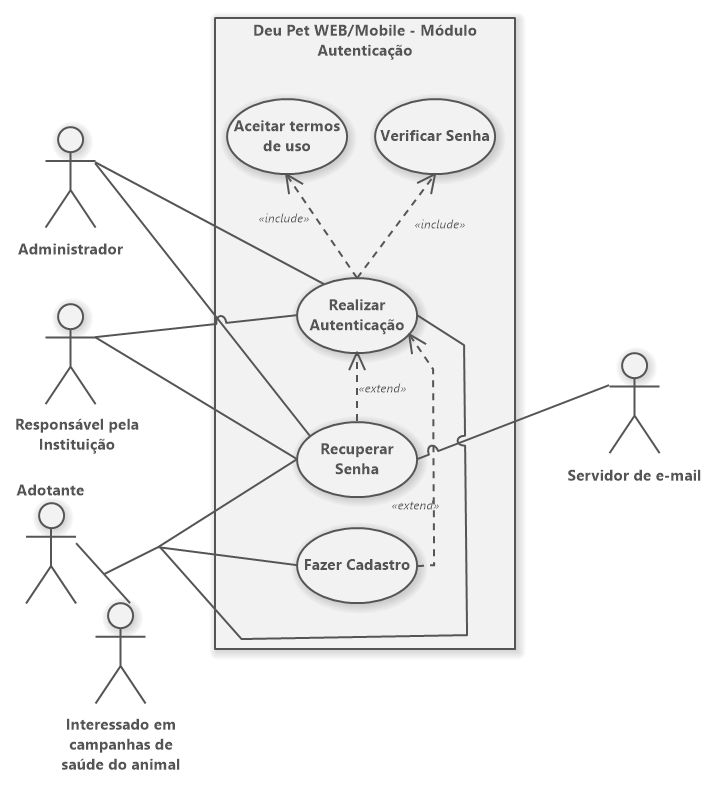 Deu Pet WEB/Mobile - Módulo
Autenticação
Aceitar termos
de uso
Verificar Senha
«include»
«include»
Administrador
Realizar
Autenticação
Responsável pela
Instituição
«extend»
Recuperar
Senha
Servidor de e-mail
Adotante
«extend»
Fazer Cadastro
Interessado em
campanhas de
saúde do animal